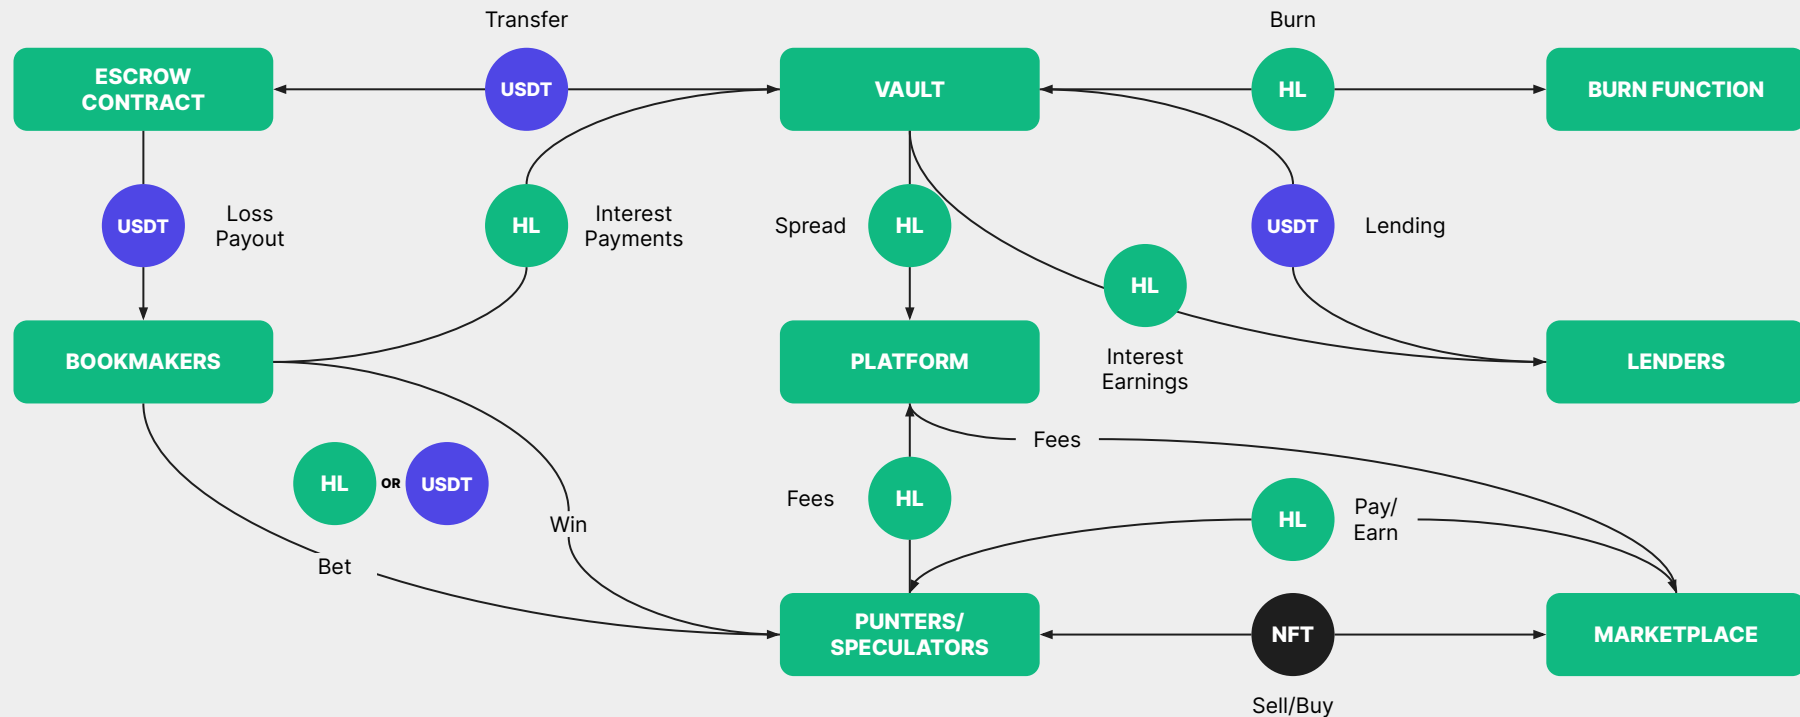 Transfer
Burn
ESCROW
CONTRACT
USDT
VAULT
HL
BURN FUNCTION
USDT
Loss
Payout
HL
Interest
Payments
Spread
HL
HL
USDT
Lending
BOOKMAKERS
PLATFORM
Interest
Earnings
LENDERS
Fees
HL
OR
USDT
Win
Bet
Fees
HL
HL
Pay/
Earn
PUNTERS/
SPECULATORS
NFT
MARKETPLACE
Sell/Buy